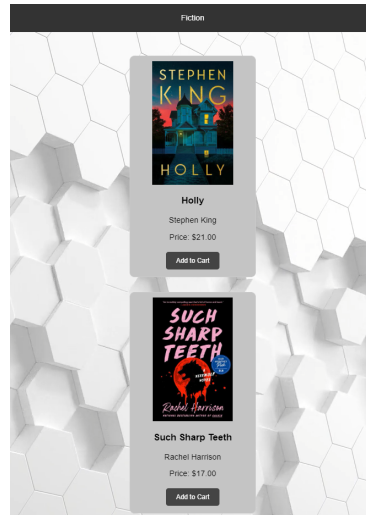 Fiction
STEPHEN
KING
HOLLY
Holly
Stephen King
Price: $21.00
Add to Cart
SUCH
SHARP
TEETH
Rachel Harrison
Such Sharp Teeth
Rachel Harrison
Price: $17.00
Add to Cart